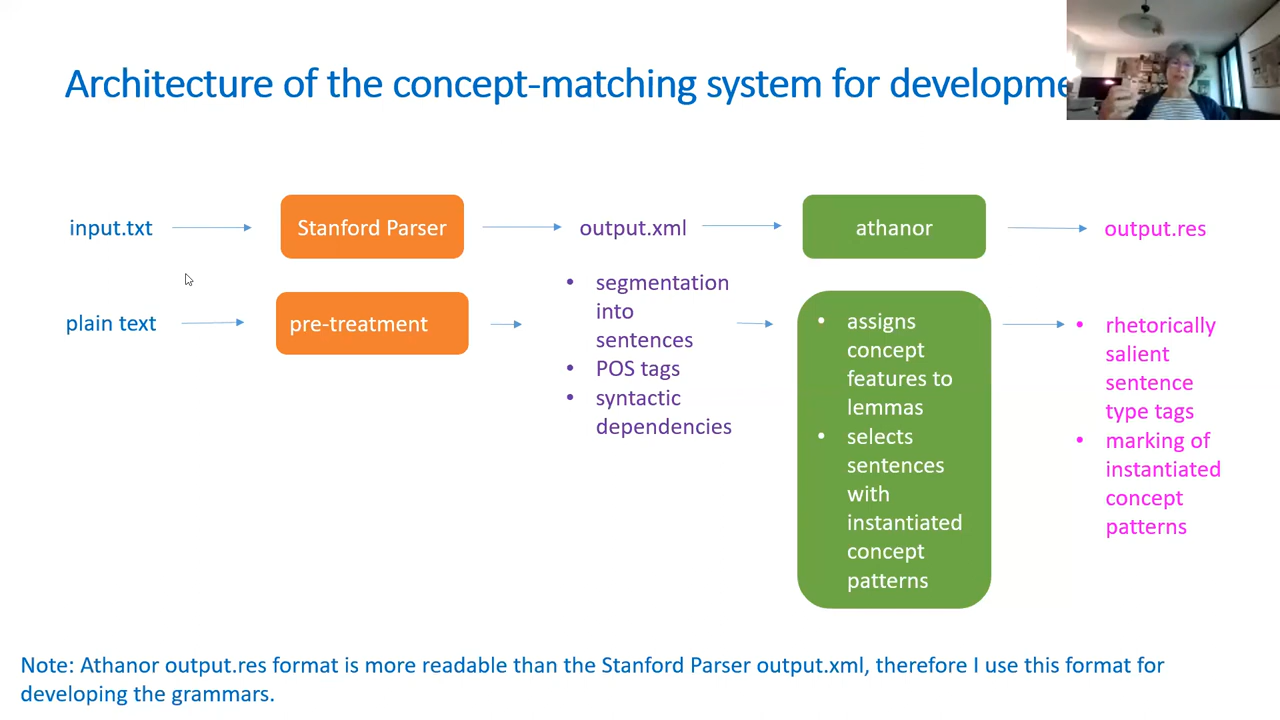 Architecture of the concept-matching system for developme
input.txt
Stanford Parser
output.xml
athanor
output.res
plain text
pre-treatment
• segmentation
into
sentences
• POS tags
• syntactic
dependencies
• assigns
concept
features to
lemmas
• selects
sentences
with
instantiated
concept
patterns
• rhetorically
salient
sentence
type tags
• marking of
instantiated
concept
patterns
Note: Athanor output.res format is more readable than the Stanford Parser output.xml, therefore I use this format for
developing the grammars.